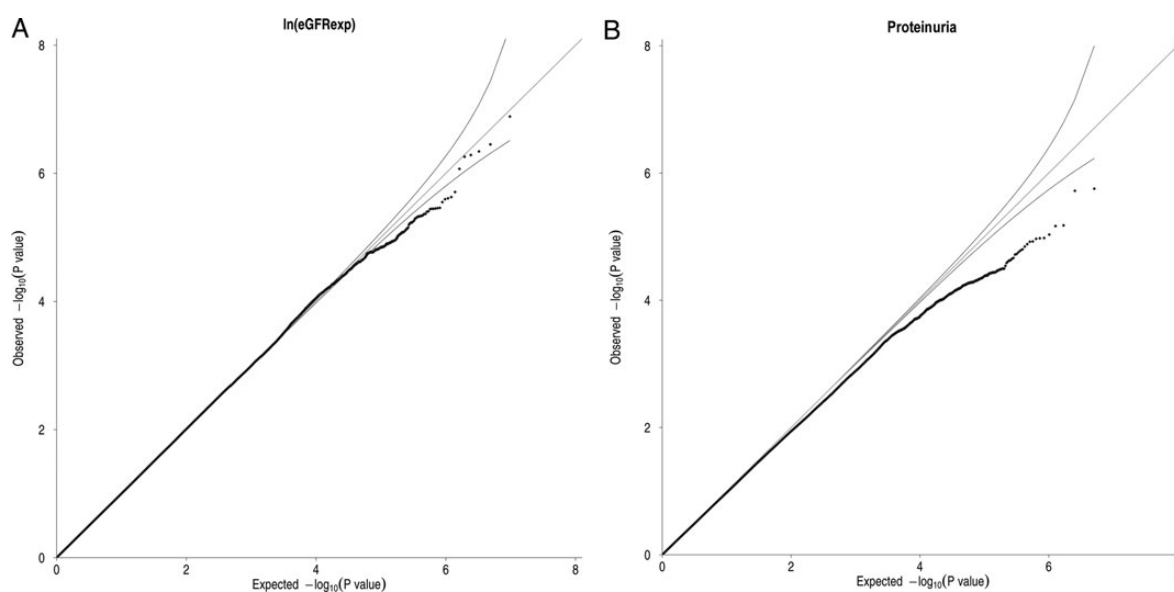 A
ln(eGFRexp)
8
6
4
2
0
Observed −log10(P value)
0 2 4 6 8
Expected −log10(P value)
B
Proteinuria
8
6
4
2
0
Observed −log10(P value)
0 2 4 6
Expected −log10(P value)